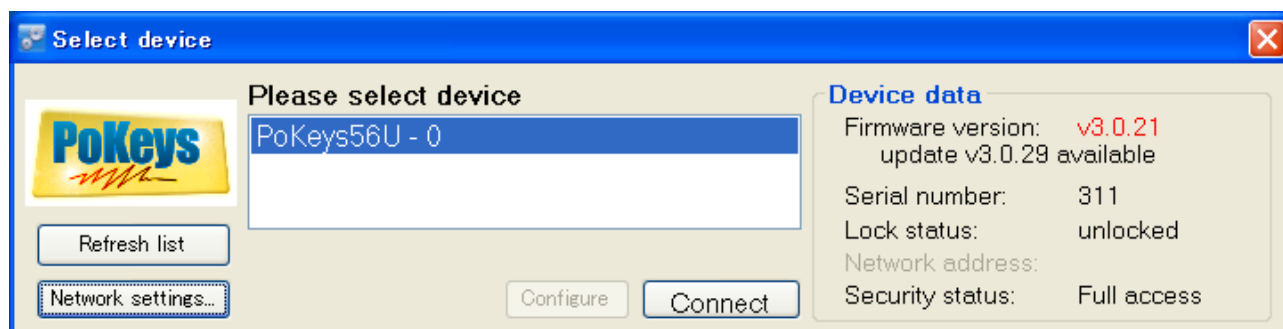 Select device
PoKeys
Refresh list
Network settings...
Please select device
PoKeys56U - 0
Configure
Connect
Device data
Firmware version: v3.0.21
update v3.0.29 available
Serial number: 311
Lock status: unlocked
Network address:
Security status: Full access